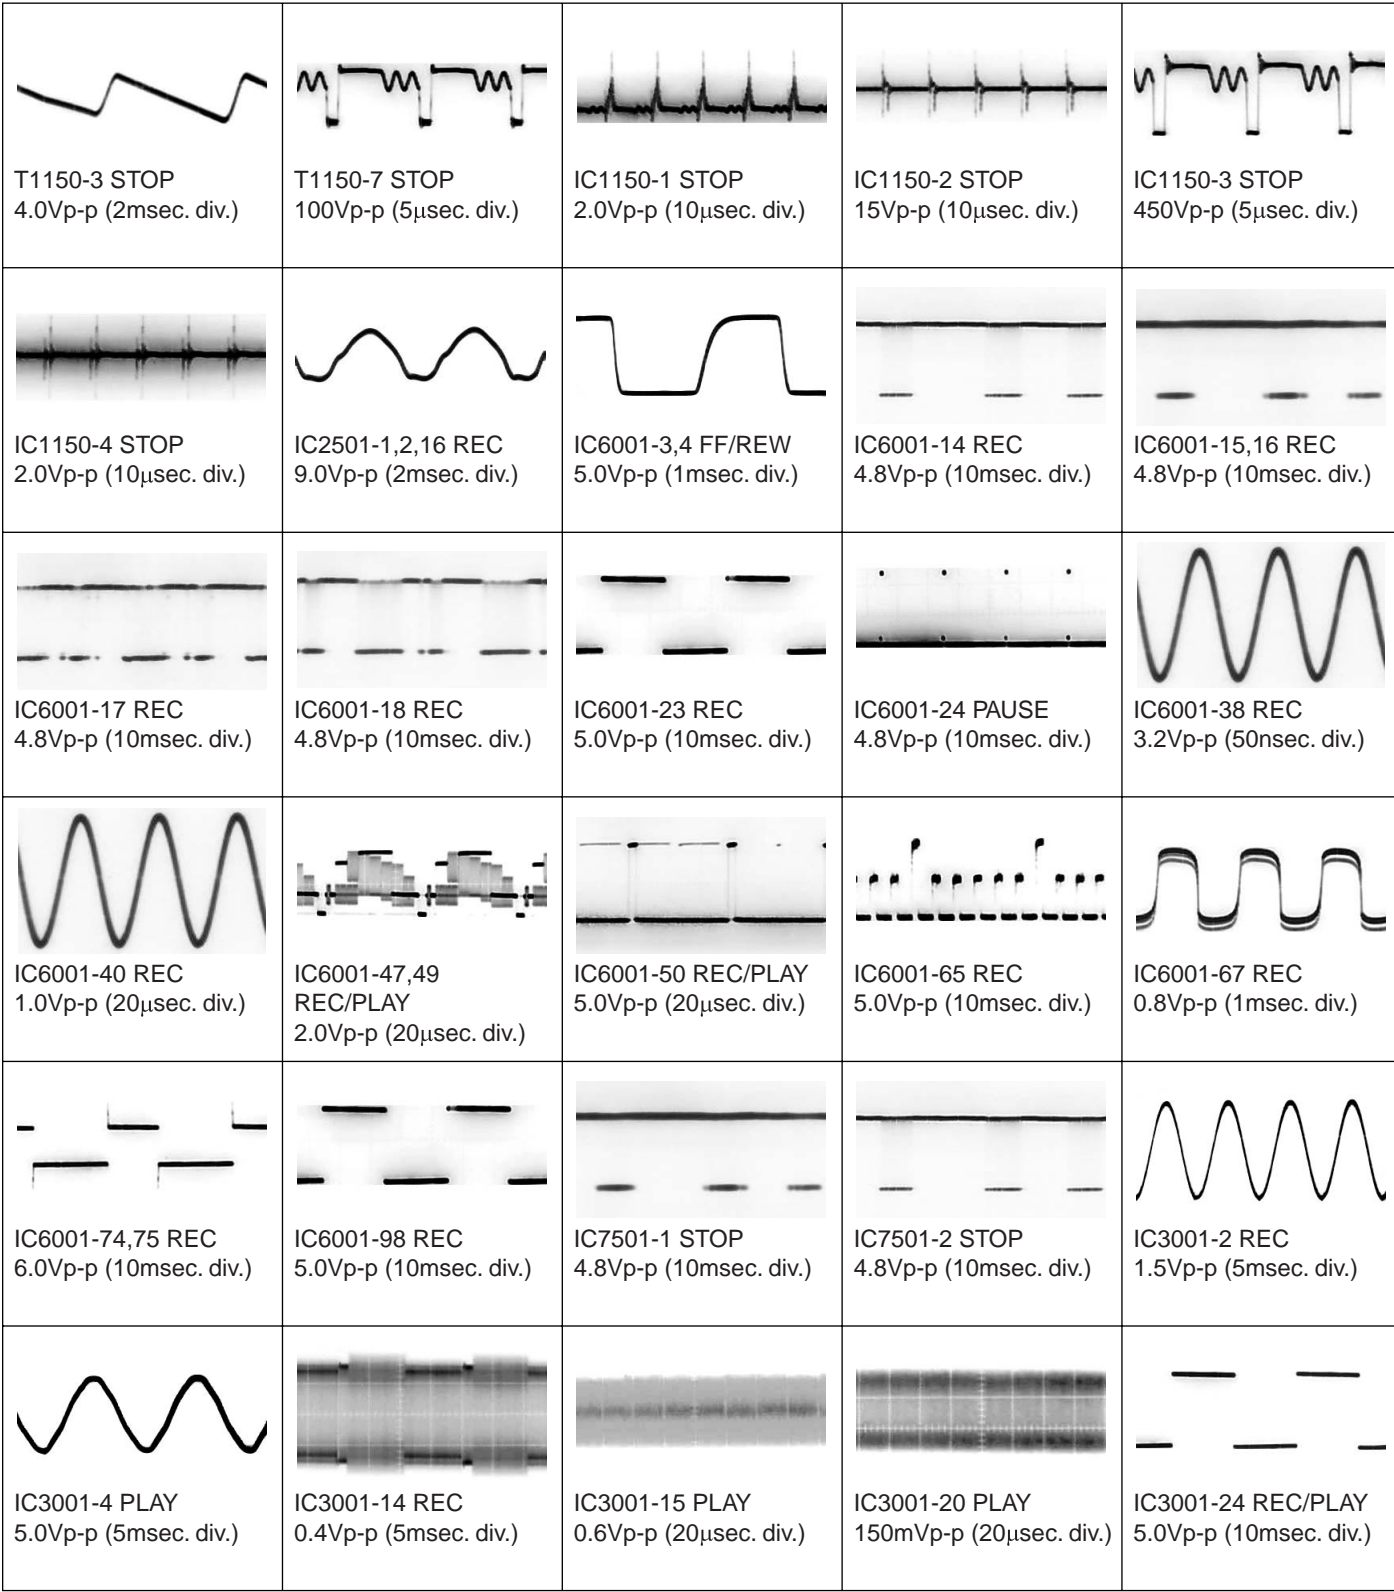 T1150-3 STOP
4.0Vp-p (2msec. div.)
T1150-7 STOP
100Vp-p (5µsec. div.)
IC1150-1 STOP
2.0Vp-p (10µsec. div.)
IC1150-2 STOP
15Vp-p (10µsec. div.)
IC1150-3 STOP
450Vp-p (5µsec. div.)
IC1150-4 STOP
2.0Vp-p (10µsec. div.)
IC2501-1,2,16 REC
9.0Vp-p (2msec. div.)
IC6001-3,4 FF/REW
5.0Vp-p (1msec. div.)
IC6001-14 REC
4.8Vp-p (10msec. div.)
IC6001-15,16 REC
4.8Vp-p (10msec. div.)
IC6001-17 REC
4.8Vp-p (10msec. div.)
IC6001-18 REC
4.8Vp-p (10msec. div.)
IC6001-23 REC
5.0Vp-p (10msec. div.)
IC6001-24 PAUSE
4.8Vp-p (10msec. div.)
IC6001-38 REC
3.2Vp-p (50nsec. div.)
IC6001-40 REC
1.0Vp-p (20µsec. div.)
IC6001-47,49
REC/PLAY
2.0Vp-p (20µsec. div.)
IC6001-50 REC/PLAY
5.0Vp-p (20µsec. div.)
IC6001-65 REC
5.0Vp-p (10msec. div.)
IC6001-67 REC
0.8Vp-p (1msec. div.)
IC6001-74,75 REC
6.0Vp-p (10msec. div.)
IC6001-98 REC
5.0Vp-p (10msec. div.)
IC7501-1 STOP
4.8Vp-p (10msec. div.)
IC7501-2 STOP
4.8Vp-p (10msec. div.)
IC3001-2 REC
1.5Vp-p (5msec. div.)
IC3001-4 PLAY
5.0Vp-p (5msec. div.)
IC3001-14 REC
0.4Vp-p (5msec. div.)
IC3001-15 PLAY
0.6Vp-p (20µsec. div.)
IC3001-20 PLAY
150mVp-p (20µsec. div.)
IC3001-24 REC/PLAY
5.0Vp-p (10msec. div.)